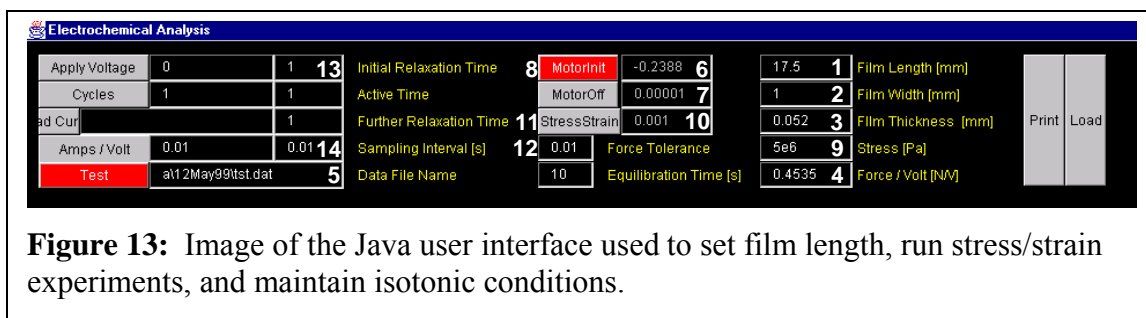 Electrochemical Analysis
Apply Voltage 0 1 13 Initial Relaxation Time 8 MotorInit -0.2388 6 17.5 1 Film Length [mm]
Cycles 1 1 Active Time MotorOff 0.00001 7 1 2 Film Width [mm]
ad Cur 1 Further Relaxation Time 11 StressStrain 0.001 10 0.052 3 FIlm Thickness [mm] Print Load
Amps / Volt 0.01 0.01 14 Sampling Interval [s] 12 0.01 Force Tolerance 5e6 9 Stress [Pa]
Test a\12May99\tst.dat 5 Data File Name 10 Equilibration Time [s] 0.4535 4 Force / Volt [N/V]
Figure 13: Image of the Java user interface used to set film length, run stress/strain
experiments, and maintain isotonic conditions.